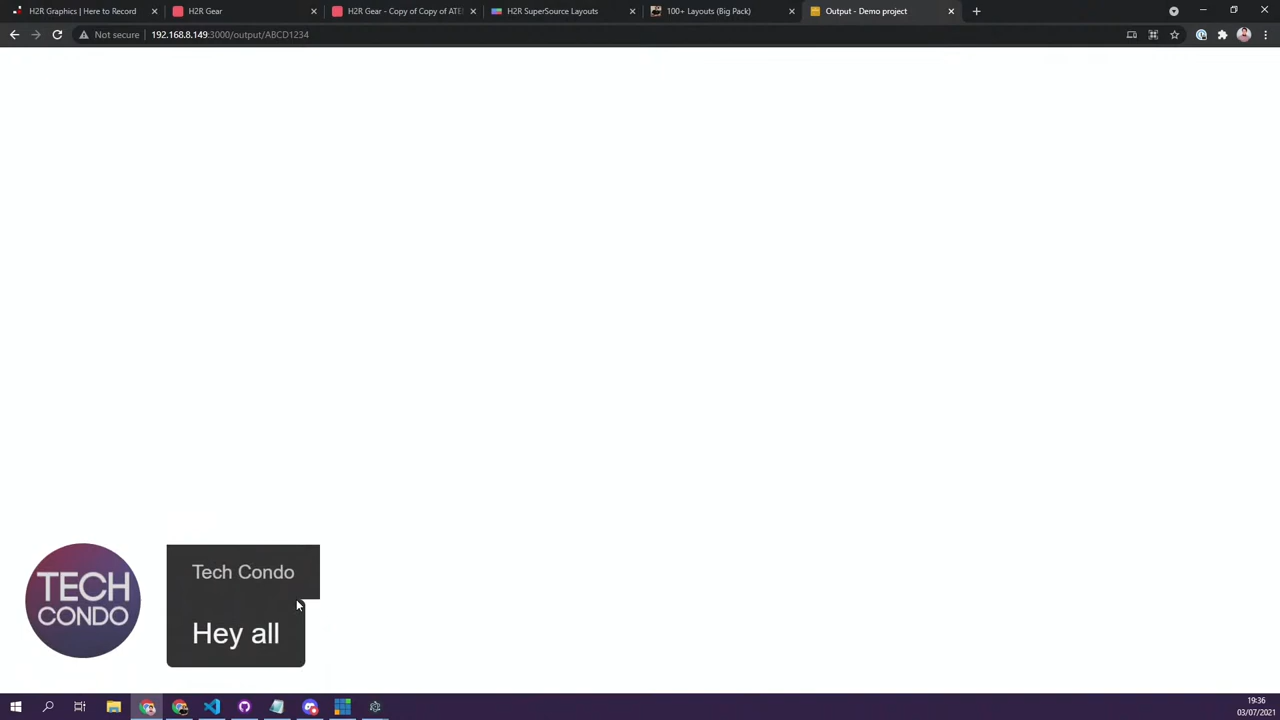 H2R Graphics | Here to Record
H2R Gear
H2R Gear - Copy of Copy of ATE
H2R SuperSource Layouts
100+ Layouts (Big Pack)
Output - Demo project
Not secure
192.168.8.149:3000/output/ABCD1234
TECH
CONDO
Tech Condo
Hey all
19:36
03/07/2021